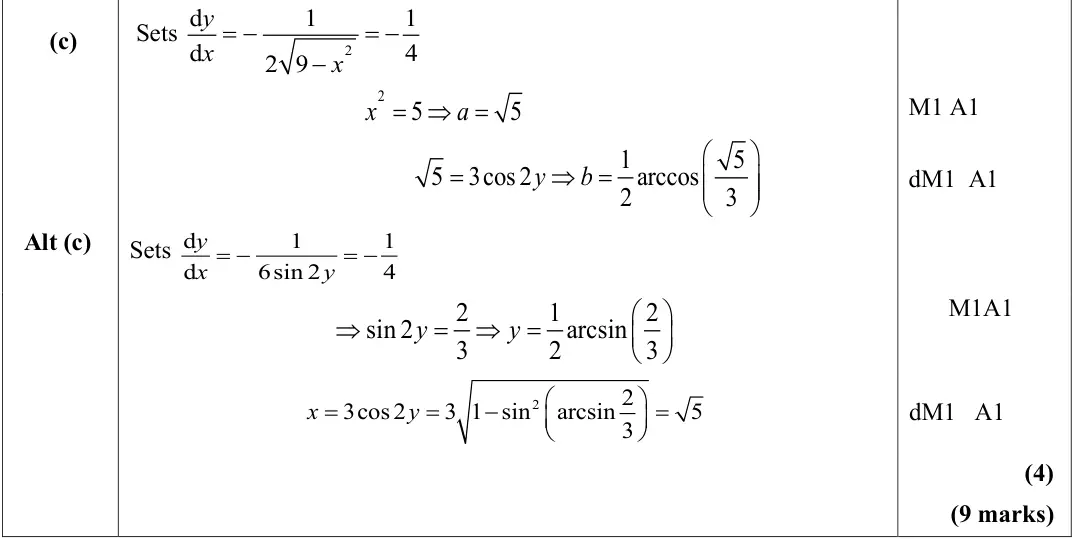 (c) Sets dy/dx = − 1/(2√(9 − x²)) = − 1/4
x² = 5 ⇒ a = √5 M1 A1
√5 = 3cos 2y ⇒ b = 1/2 arccos(√5/3) dM1 A1
Alt (c) Sets dy/dx = − 1/(6 sin 2y) = − 1/4
⇒ sin 2y = 2/3 ⇒ y = 1/2 arcsin(2/3) M1A1
x = 3cos 2y = 3√(1 − sin²(arcsin 2/3)) = √5 dM1 A1
(4)
(9 marks)